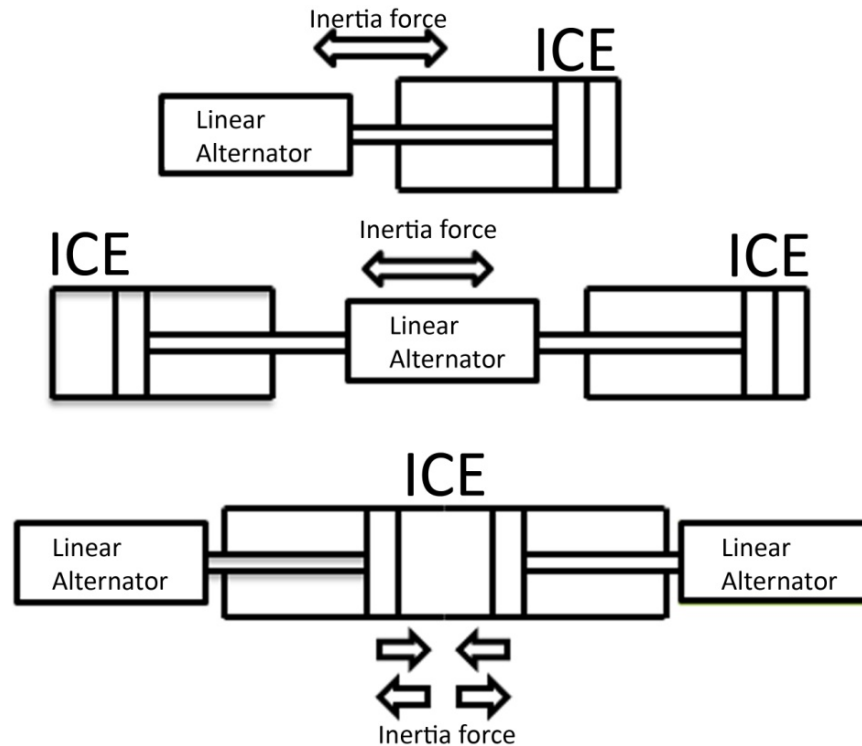 Inertia force
ICE
Linear
Alternator
Inertia force
ICE
ICE
Linear
Alternator
ICE
Linear
Alternator
Linear
Alternator
Inertia force